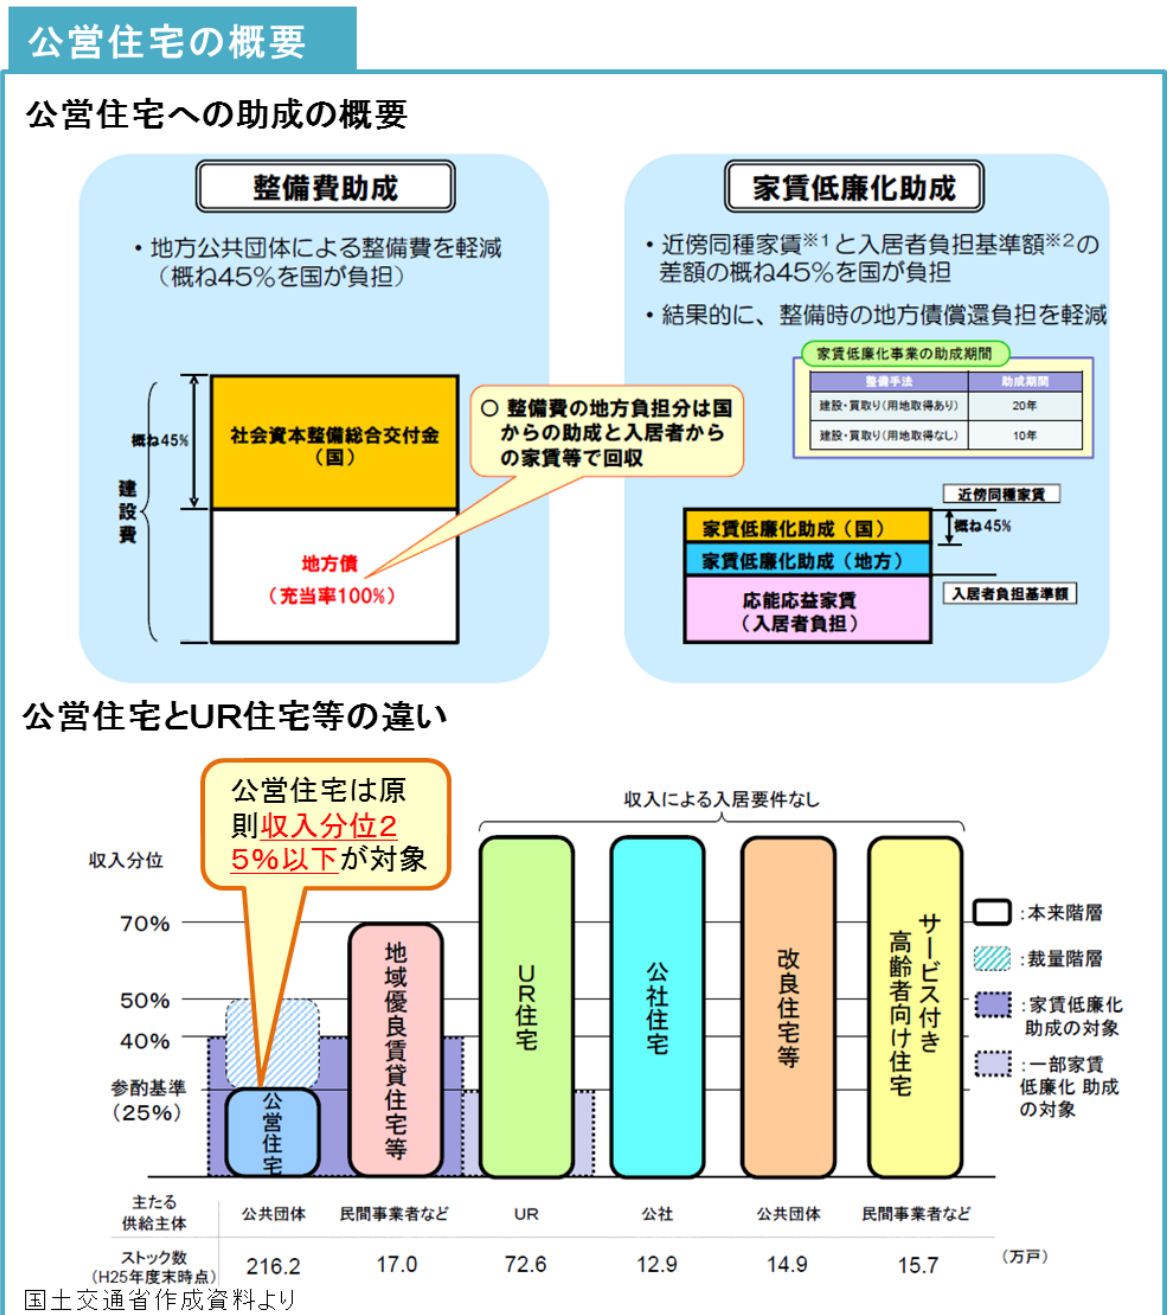 公営住宅の概要
公営住宅への助成の概要
整備費助成
・地方公共団体による整備費を軽減
（概ね45％を国が負担）
概ね45%
建設費
社会資本整備総合交付金
（国）
地方債
（充当率100%）
〇 整備費の地方負担分は国
からの助成と入居者から
の家賃等で回収
家賃低廉化助成
・近傍同種家賃※1と入居者負担基準額※2の
差額の概ね45％を国が負担
・結果的に、整備時の地方債償還負担を軽減
家賃低廉化事業の助成期間
整備手法 助成期間
建設・買取り（用地取得あり） 20年
建設・買取り（用地取得なし） 10年
近傍同種家賃
概ね45%
家賃低廉化助成（国）
家賃低廉化助成（地方）
入居者負担基準額
応能応益家賃
（入居者負担）
公営住宅とUR住宅等の違い
公営住宅は原
則収入分位2
5％以下が対象
収入による入居要件なし
収入分位
70%
50%
40%
参酌基準
（25%）
公営住宅
地域優良賃貸住宅等
UR住宅
公社住宅
改良住宅等
サービス付き
高齢者向け住宅
：本来階層
：裁量階層
：家賃低廉化
助成の対象
：一部家賃
低廉化 助成
の対象
主たる
供給主体
公共団体 民間事業者など UR 公社 公共団体 民間事業者など
ストック数
（H25年度末時点）
216.2 17.0 72.6 12.9 14.9 15.7 （万戸）
国土交通省作成資料より